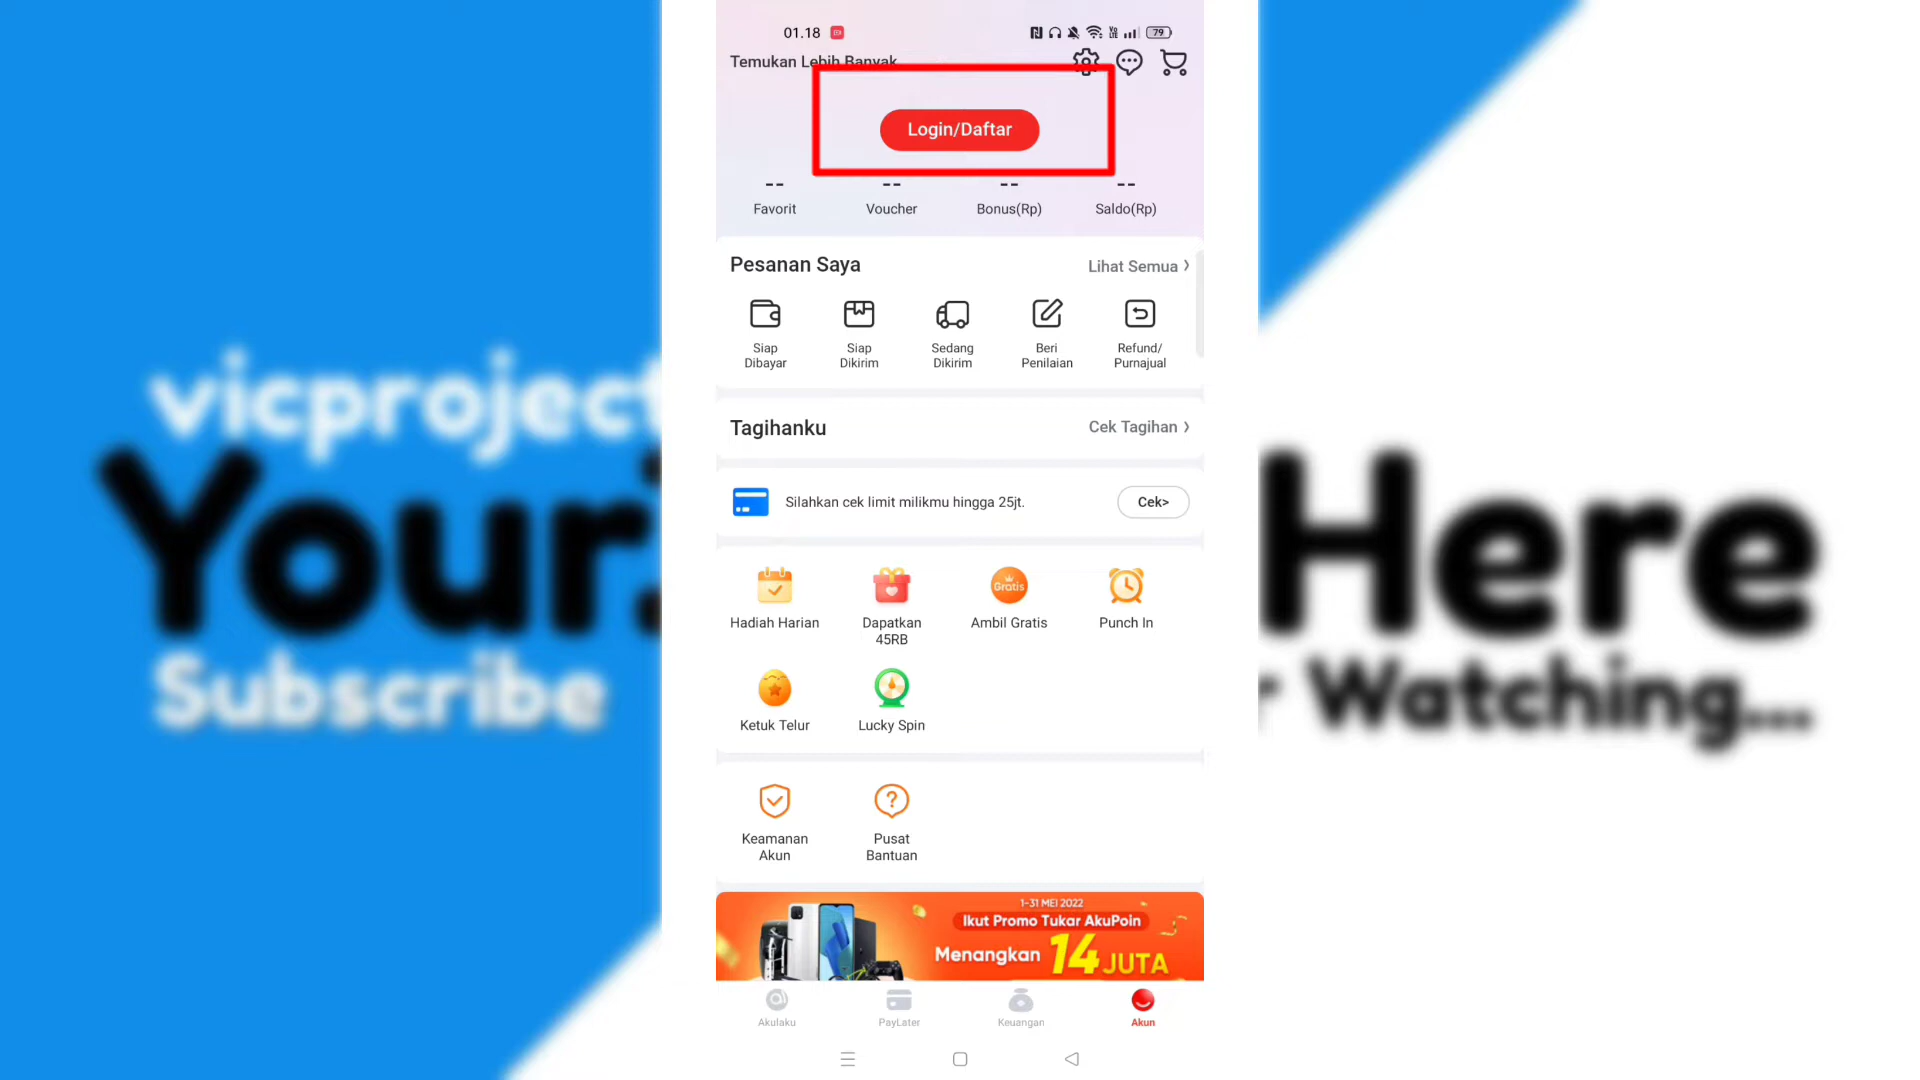 01.18
79
Temukan Lebih Banyak
Login/Daftar
-- -- -- --
Favorit Voucher Bonus(Rp) Saldo(Rp)
Pesanan Saya Lihat Semua >
Siap Dibayar
Siap Dikirim
Sedang Dikirim
Beri Penilaian
Refund/ Purnajual
Tagihanku Cek Tagihan >
Silahkan cek limit milikmu hingga 25jt. Cek>
Hadiah Harian
Dapatkan 45RB
Gratis
Ambil Gratis
Punch In
Ketuk Telur Lucky Spin
Keamanan Akun
Pusat Bantuan
1-31 MEI 2022
Ikut Promo Tukar AkuPoin
Menangkan 14 JUTA
Akulaku PayLater Keuangan Akun
vicproject
Your Here
Subscribe Watching...